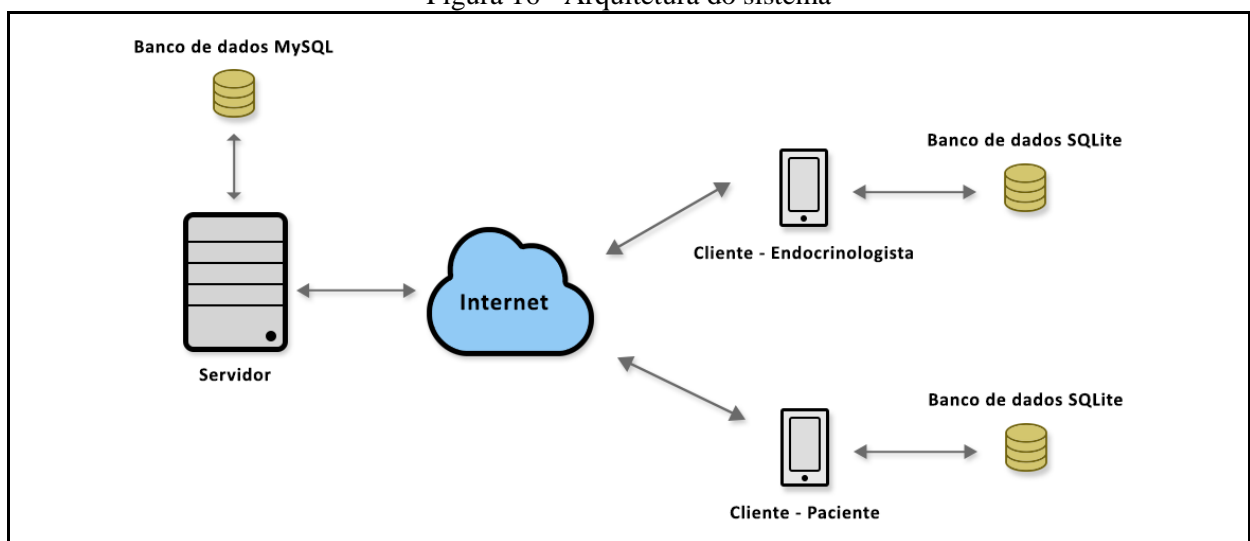 Figura - Arquitetura do sistema
Banco de dados MySQL
Banco de dados SQLite
Cliente - Endocrinologista
Internet
Servidor
Banco de dados SQLite
Cliente - Paciente